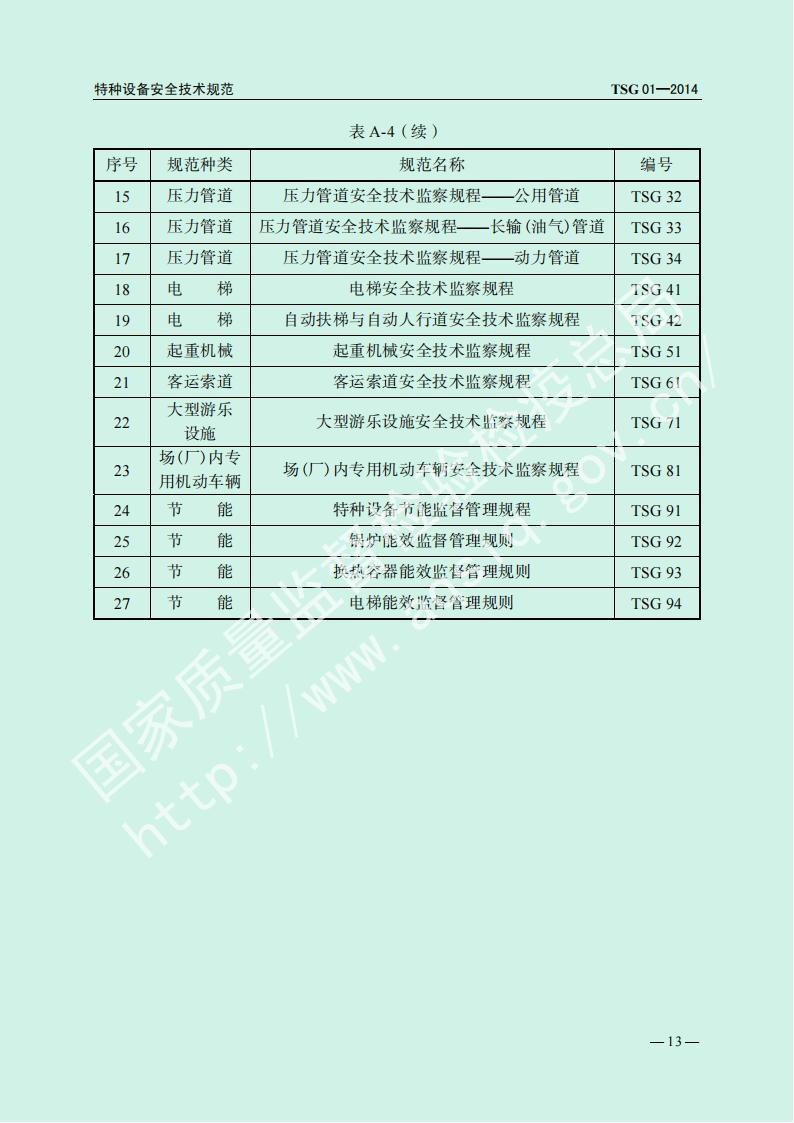 特种设备安全技术规范 TSG 01—2014
表 A-4（续）
序号 规范种类 规范名称 编号
15 压力管道 压力管道安全技术监察规程——公用管道 TSG 32
16 压力管道 压力管道安全技术监察规程——长输(油气)管道 TSG 33
17 压力管道 压力管道安全技术监察规程——动力管道 TSG 34
18 电 梯 电梯安全技术监察规程 TSG 41
19 电 梯 自动扶梯与自动人行道安全技术监察规程 TSG 42
20 起重机械 起重机械安全技术监察规程 TSG 51
21 客运索道 客运索道安全技术监察规程 TSG 61
22 大型游乐
设施 大型游乐设施安全技术监察规程 TSG 71
23 场(厂)内专
用机动车辆 场(厂)内专用机动车辆安全技术监察规程 TSG 81
24 节 能 特种设备节能监督管理规程 TSG 91
25 节 能 锅炉能效监督管理规则 TSG 92
26 节 能 换热容器能效监督管理规则 TSG 93
27 节 能 电梯能效监督管理规则 TSG 94
国家质量监督检验检疫总局
http://www.aqsiq.gov.cn/
— 13 —